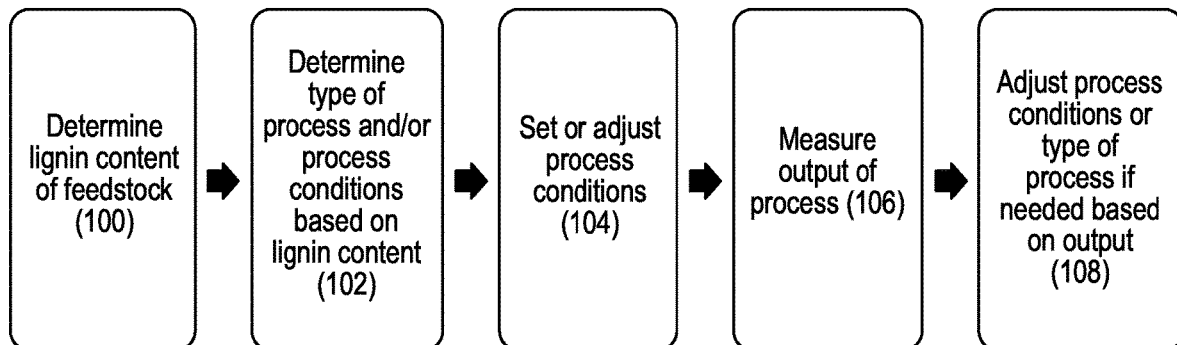 Determine
lignin content
of feedstock
(100)
Determine
type of
process and/or
process
conditions
based on
lignin content
(102)
Set or adjust
process
conditions
(104)
Measure
output of
process (106)
Adjust process
conditions or
type of
process if
needed based
on output
(108)